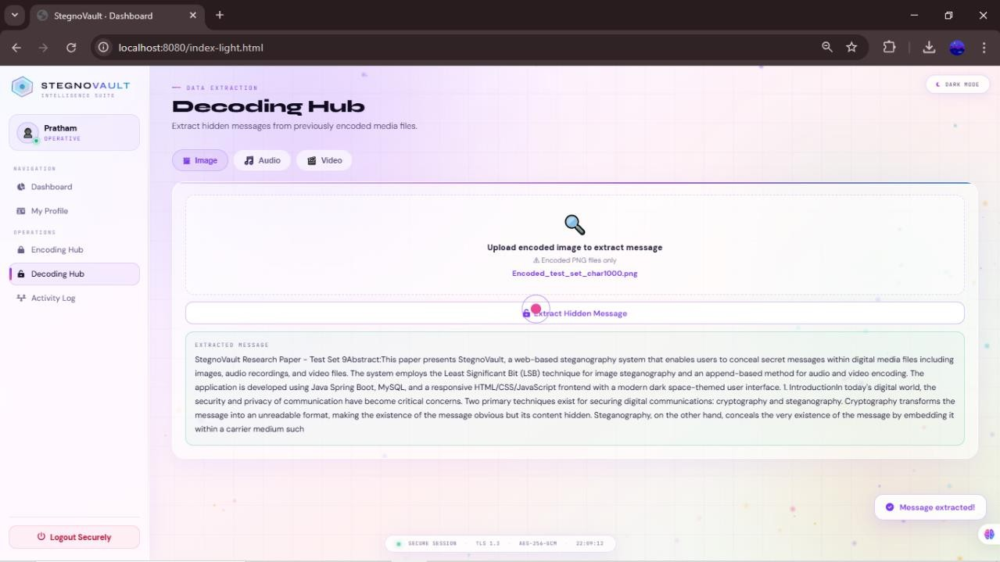 StegnoVault · Dashboard
localhost:8080/index-light.html
STEGNOVAULT
INTELLIGENCE SUITE
Pratham
OPERATIVE
NAVIGATION
Dashboard
My Profile
OPERATIONS
Encoding Hub
Decoding Hub
Activity Log
Logout Securely
DATA EXTRACTION
DARK MODE
Decoding Hub
Extract hidden messages from previously encoded media files.
Image Audio Video
Upload encoded image to extract message
⚠ Encoded PNG files only
Encoded_test_set_char1000.png
Extract Hidden Message
EXTRACTED MESSAGE
StegnoVault Research Paper - Test Set 9Abstract:This paper presents StegnoVault, a web-based steganography system that enables users to conceal secret messages within digital media files including
images, audio recordings, and video files. The system employs the Least Significant Bit (LSB) technique for image steganography and an append-based method for audio and video encoding. The
application is developed using Java Spring Boot, MySQL, and a responsive HTML/CSS/JavaScript frontend with a modern dark space-themed user interface. 1. IntroductionIn today's digital world, the
security and privacy of communication have become critical concerns. Two primary techniques exist for securing digital communications: cryptography and steganography. Cryptography transforms the
message into an unreadable format, making the existence of the message obvious but its content hidden. Steganography, on the other hand, conceals the very existence of the message by embedding it
within a carrier medium such
Message extracted!
SECURE SESSION · TLS 1.3 · AES-256-GCM · 22:09:12